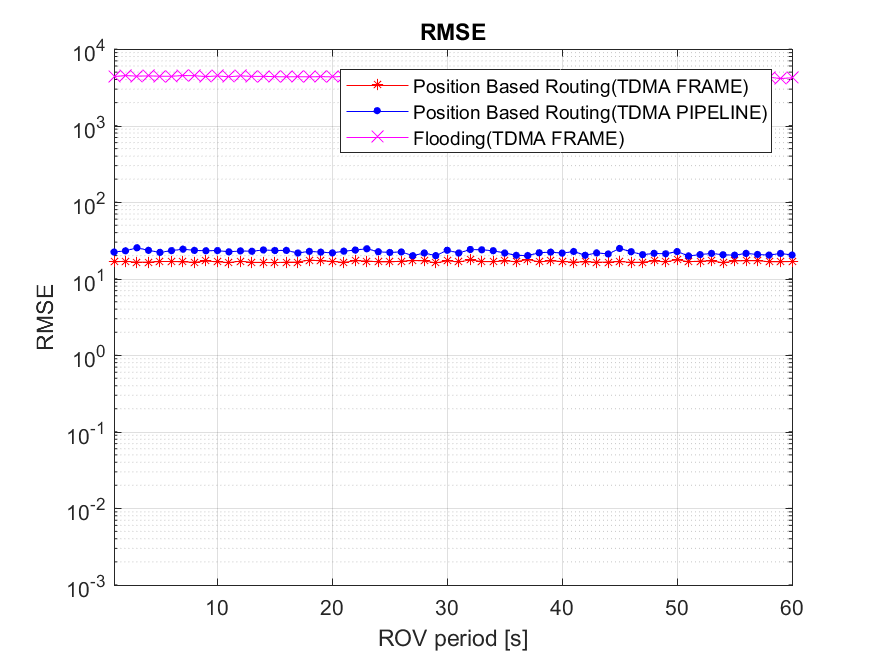 RMSE
10^4
10^3
10^2
10^1
10^0
10^-1
10^-2
10^-3
RMSE
Position Based Routing(TDMA FRAME)
Position Based Routing(TDMA PIPELINE)
Flooding(TDMA FRAME)
10 20 30 40 50 60
ROV period [s]